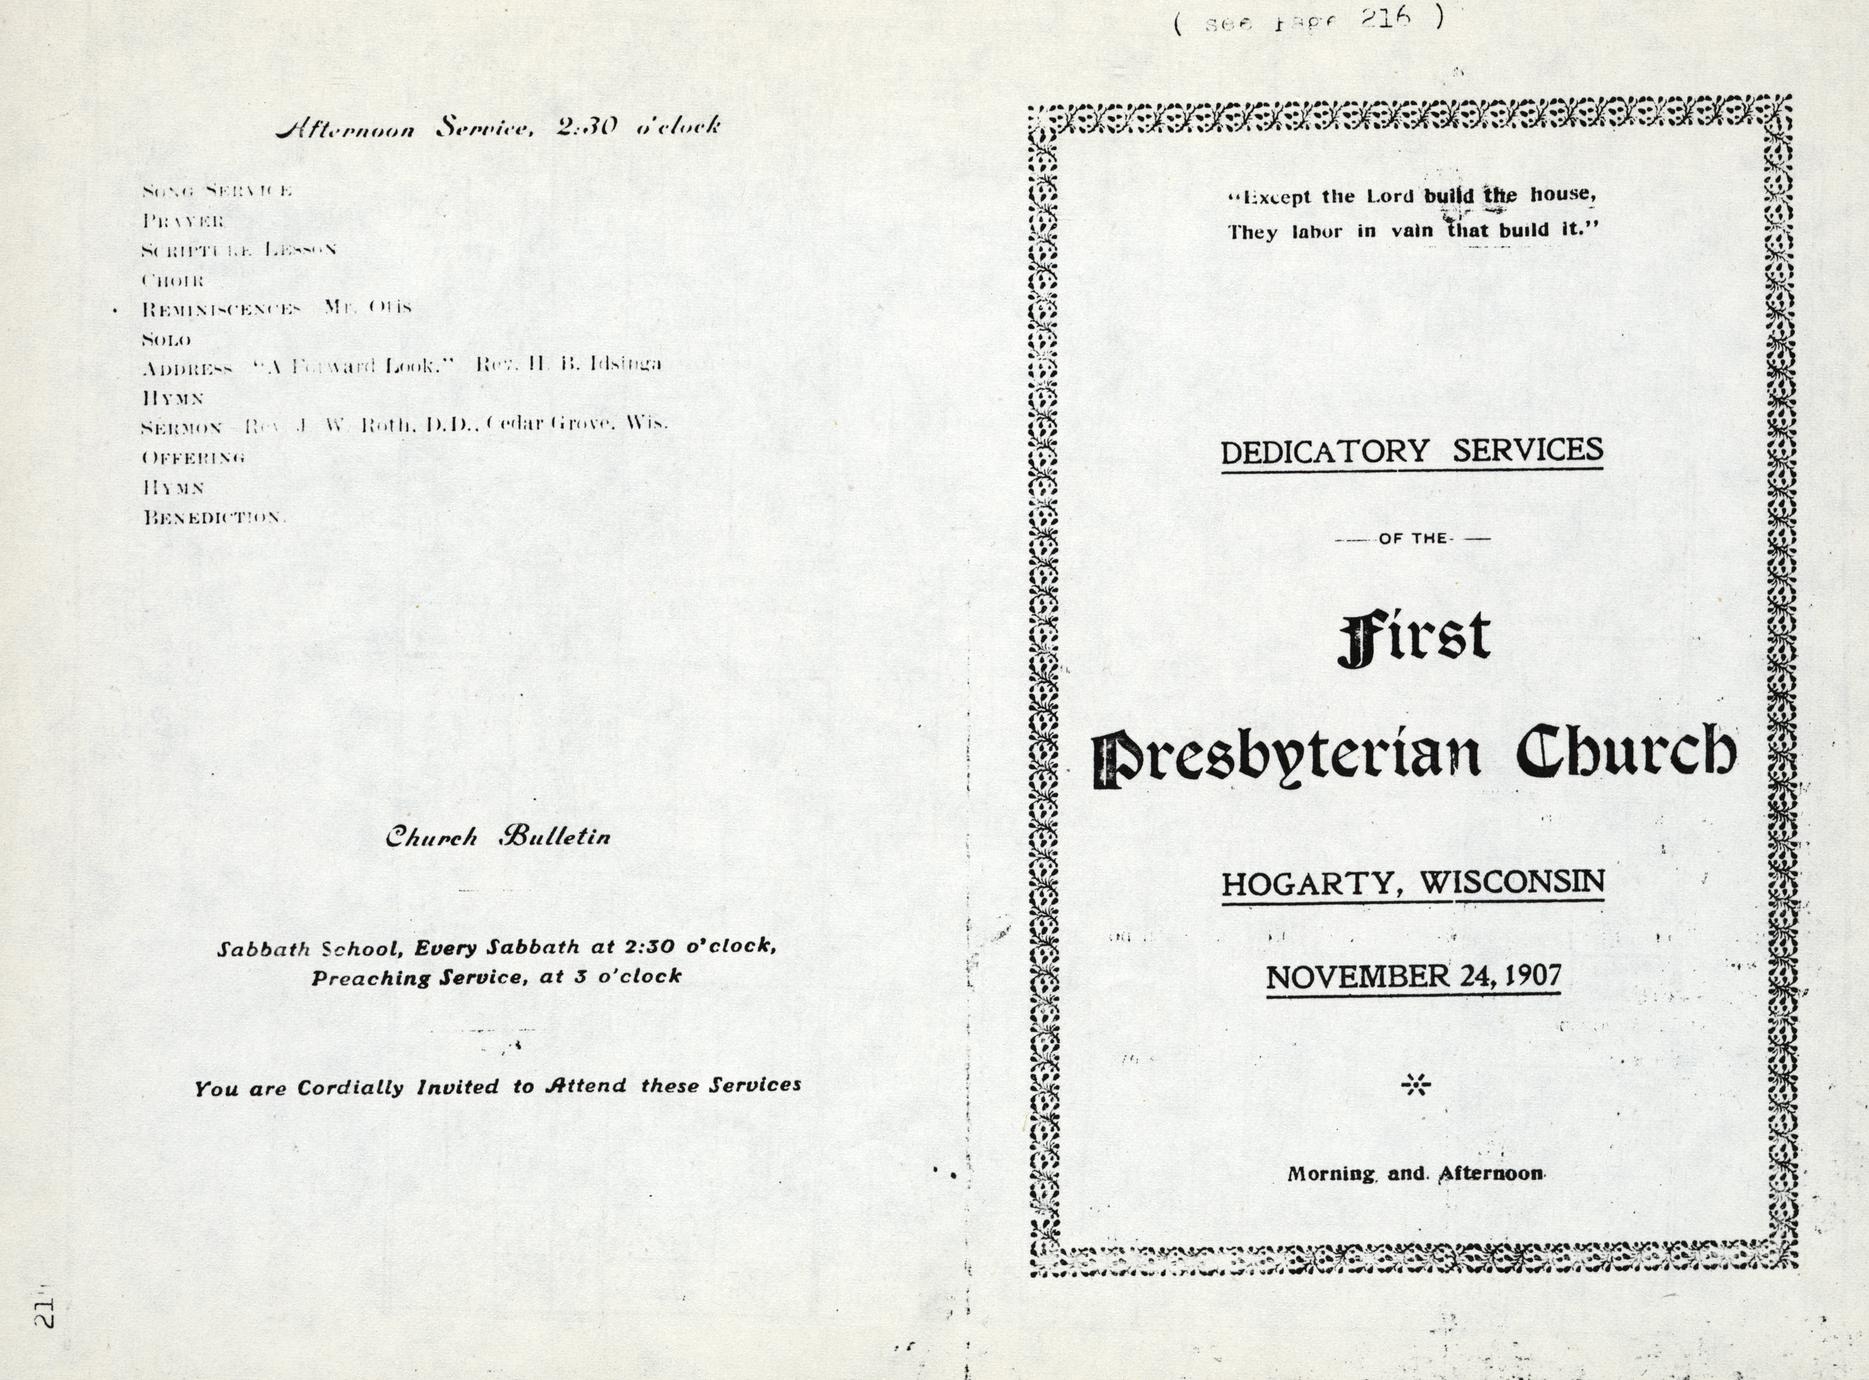 ( see Page 216 )
Afternoon Service, 2:30 o'clock
SONG SERVICE
PRAYER
SCRIPTURE LESSON
CHOIR
REMINISCENCES Mr. Otis
SOLO
ADDRESS "A Forward Look." Rev. H. B. Idsinga
HYMN
SERMON Rev. J. W. Roth, D.D., Cedar Grove, Wis.
OFFERING
HYMN
BENEDICTION.
Church Bulletin
Sabbath School, Every Sabbath at 2:30 o'clock,
Preaching Service, at 3 o'clock
You are Cordially Invited to Attend these Services
"Except the Lord build the house,
They labor in vain that build it."
DEDICATORY SERVICES
OF THE
First
Presbyterian Church
HOGARTY, WISCONSIN
NOVEMBER 24, 1907
Morning and Afternoon